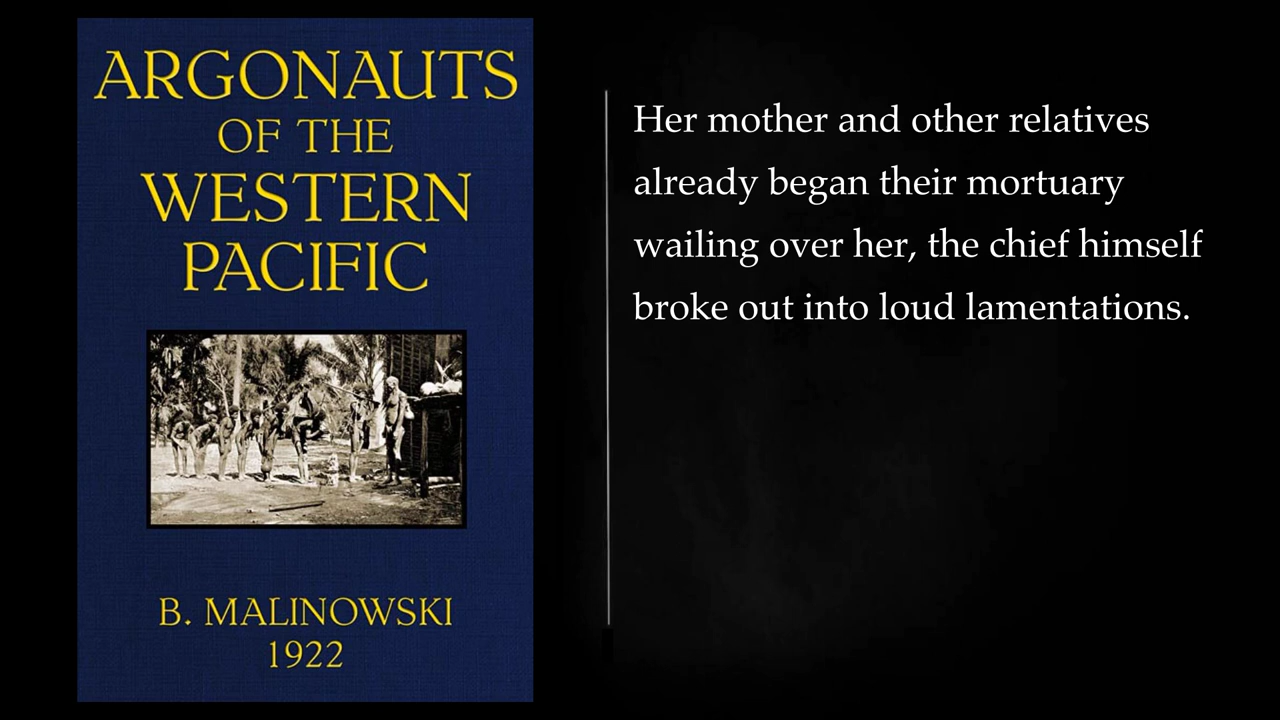 ARGONAUTS
OF THE
WESTERN
PACIFIC
B. MALINOWSKI
1922
Her mother and other relatives
already began their mortuary
wailing over her, the chief himself
broke out into loud lamentations.